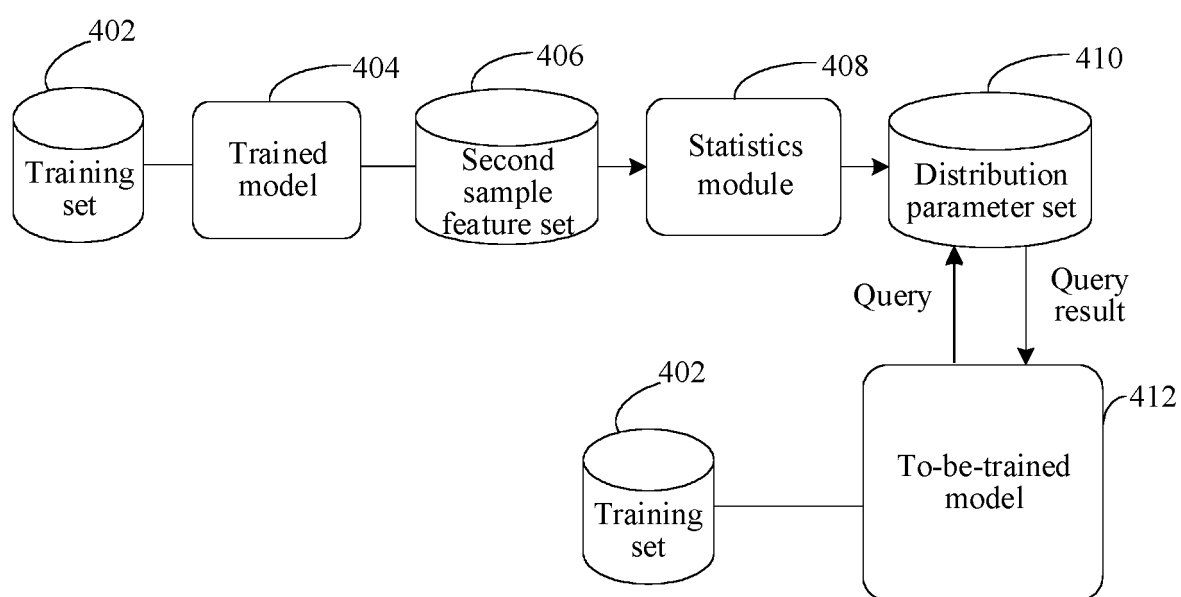 402
404
406
408
410
Training
set
Trained
model
Second
sample
feature set
Statistics
module
Distribution
parameter set
Query
Query
result
402
412
Training
set
To-be-trained
model